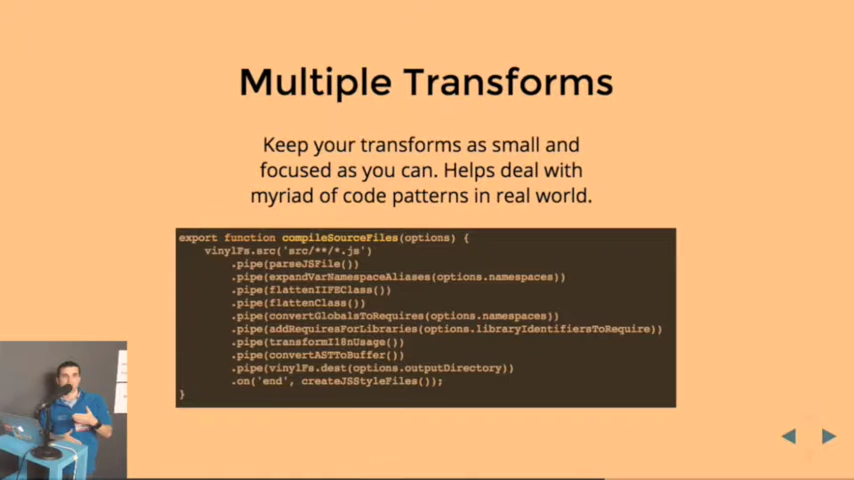 Multiple Transforms
Keep your transforms as small and
focused as you can. Helps deal with
myriad of code patterns in real world.
export function compileSourceFiles(options) {
    vinylFs.src('src/**/*.js')
        .pipe(parseJSFile())
        .pipe(expandVarNamespaceAliases(options.namespaces))
        .pipe(flattenIIFEClass())
        .pipe(flattenClass())
        .pipe(convertGlobalsToRequires(options.namespaces))
        .pipe(addRequiresForLibraries(options.libraryIdentifiersToRequire))
        .pipe(transformI18nUsage())
        .pipe(convertASTToBuffer())
        .pipe(vinylFs.dest(options.outputDirectory))
        .on('end', createJSStyleFiles());
}